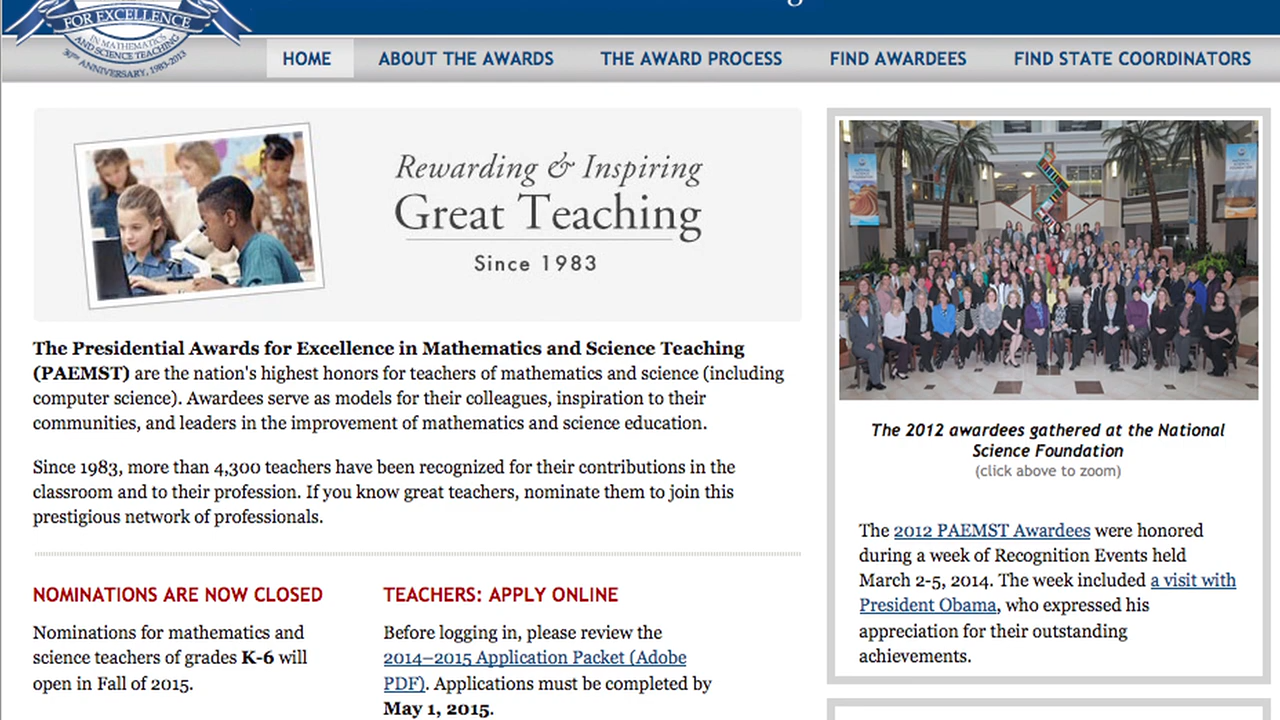 FOR EXCELLENCE
IN MATHEMATICS
AND SCIENCE TEACHING
30TH ANNIVERSARY, 1983-2013
HOME
ABOUT THE AWARDS
THE AWARD PROCESS
FIND AWARDEES
FIND STATE COORDINATORS
Rewarding & Inspiring
Great Teaching
Since 1983
The Presidential Awards for Excellence in Mathematics and Science Teaching
(PAEMST) are the nation's highest honors for teachers of mathematics and science (including
computer science). Awardees serve as models for their colleagues, inspiration to their
communities, and leaders in the improvement of mathematics and science education.
Since 1983, more than 4,300 teachers have been recognized for their contributions in the
classroom and to their profession. If you know great teachers, nominate them to join this
prestigious network of professionals.
NOMINATIONS ARE NOW CLOSED
Nominations for mathematics and
science teachers of grades K-6 will
open in Fall of 2015.
TEACHERS: APPLY ONLINE
Before logging in, please review the
2014–2015 Application Packet (Adobe
PDF). Applications must be completed by
May 1, 2015.
The 2012 awardees gathered at the National
Science Foundation
(click above to zoom)
The 2012 PAEMST Awardees were honored
during a week of Recognition Events held
March 2-5, 2014. The week included a visit with
President Obama, who expressed his
appreciation for their outstanding
achievements.